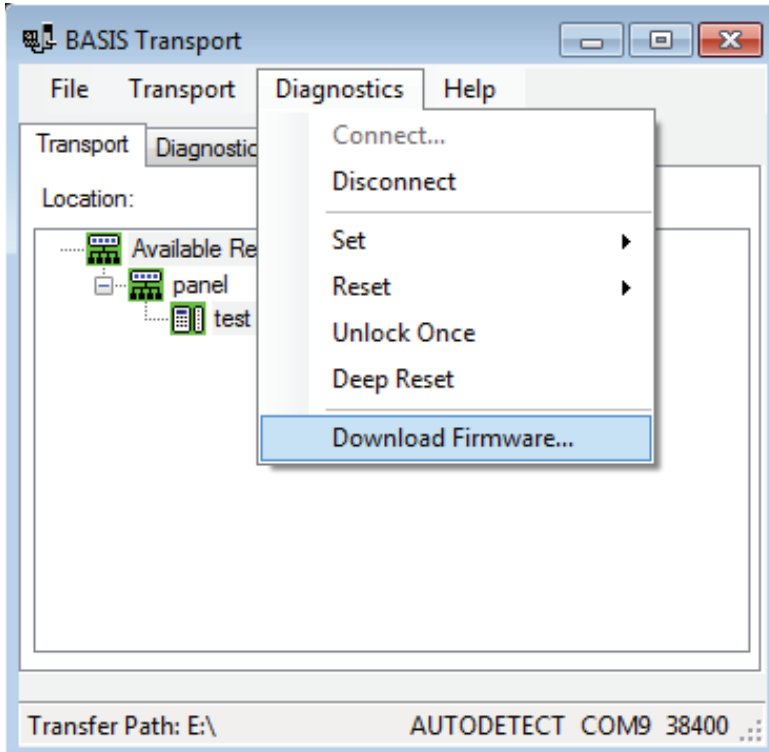 BASIS Transport
File Transport Diagnostics Help
Transport Diagnostic
Location:
Available Re
panel
test
Connect...
Disconnect
Set
Reset
Unlock Once
Deep Reset
Download Firmware...
Transfer Path: E:\ AUTODETECT COM9 38400